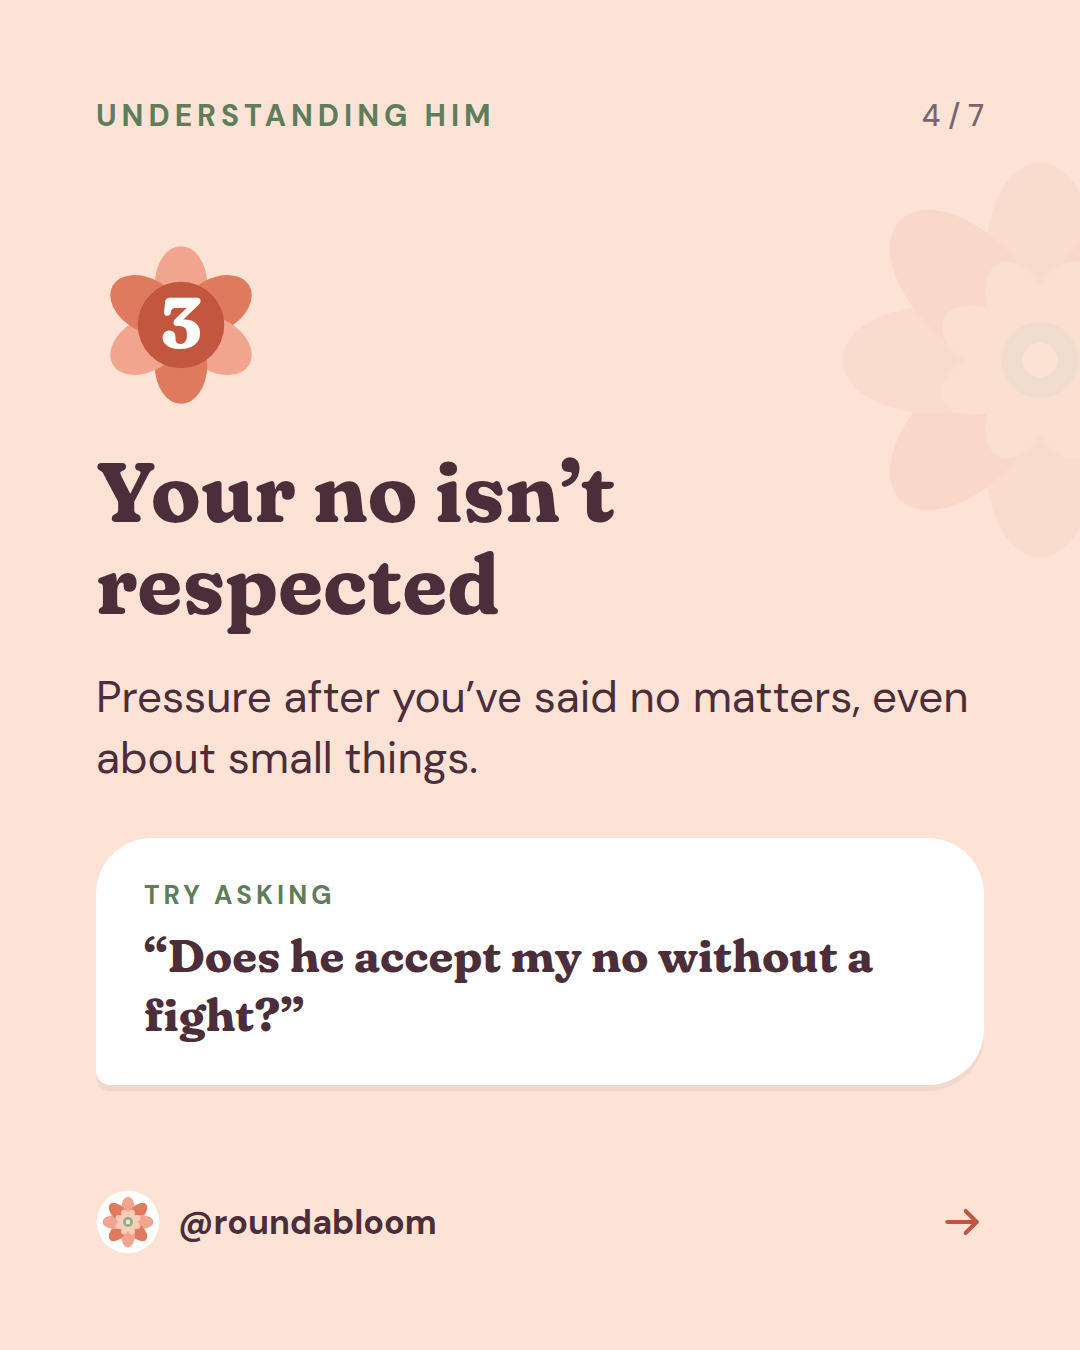 UNDERSTANDING HIM
4 / 7
3
Your no isn’t
respected
Pressure after you’ve said no matters, even
about small things.
TRY ASKING
“Does he accept my no without a
fight?”
@roundabloom